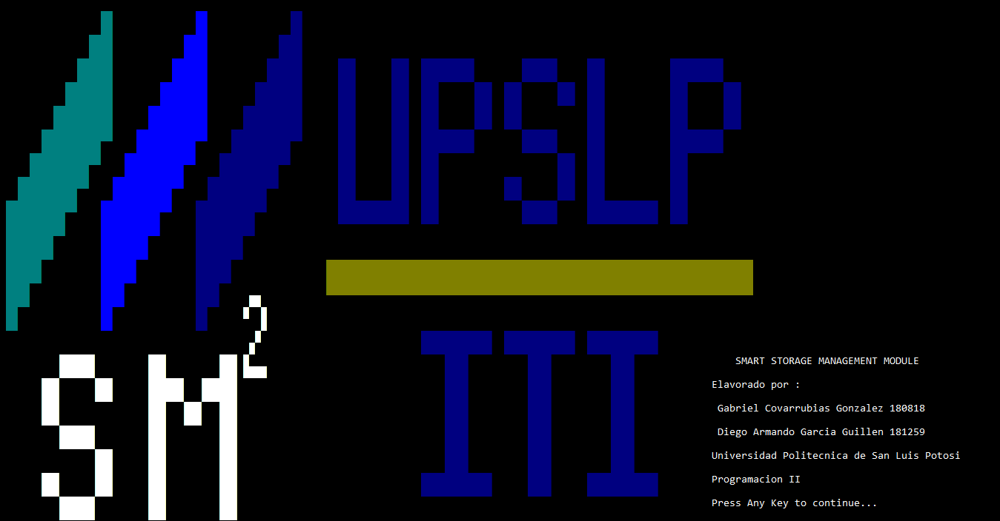 UPSLP
SM2
ITI
SMART STORAGE MANAGEMENT MODULE
Elavorado por :
Gabriel Covarrubias Gonzalez 180818
Diego Armando Garcia Guillen 181259
Universidad Politecnica de San Luis Potosi
Programacion II
Press Any Key to continue...